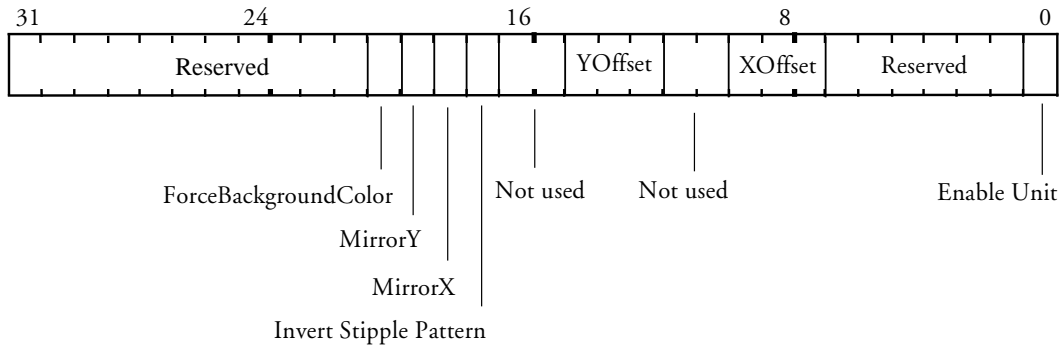 31 24 16 8 0
Reserved YOffset XOffset Reserved
ForceBackgroundColor Not used Not used Enable Unit
MirrorY
MirrorX
Invert Stipple Pattern